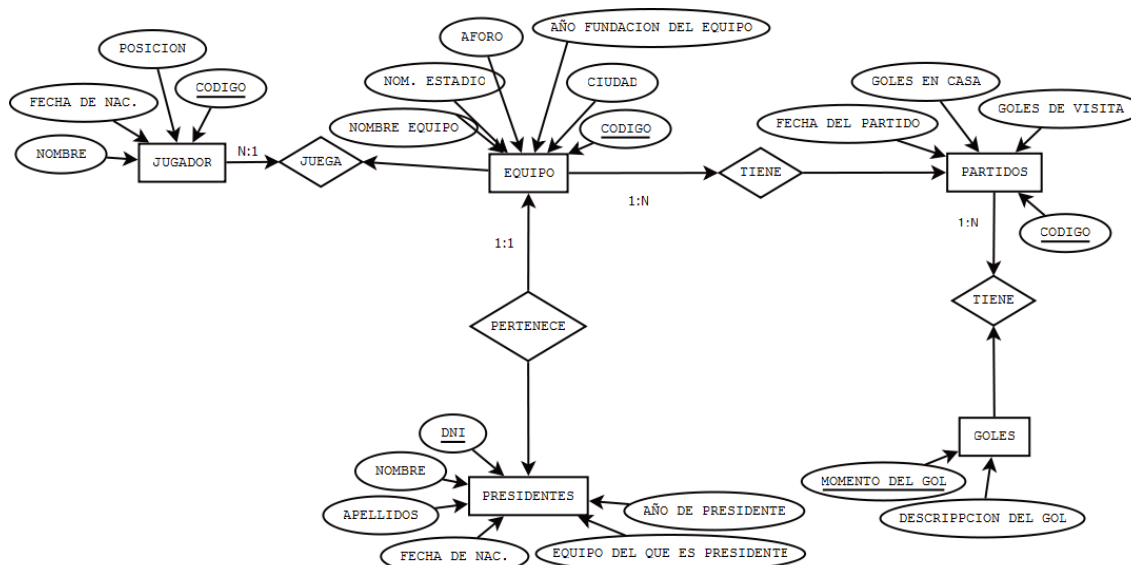 AÑO FUNDACION DEL EQUIPO
AFORO
POSICION
NOM. ESTADIO
CIUDAD
GOLES EN CASA
CODIGO
FECHA DE NAC.
GOLES DE VISITA
FECHA DEL PARTIDO
NOMBRE EQUIPO
CODIGO
NOMBRE
JUGADOR
N:1
JUEGA
EQUIPO
TIENE
PARTIDOS
1:N
1:N
CODIGO
1:1
TIENE
PERTENECE
DNI
GOLES
NOMBRE
MOMENTO DEL GOL
PRESIDENTES
APELLIDOS
AÑO DE PRESIDENTE
DESCRIPPCION DEL GOL
FECHA DE NAC.
EQUIPO DEL QUE ES PRESIDENTE